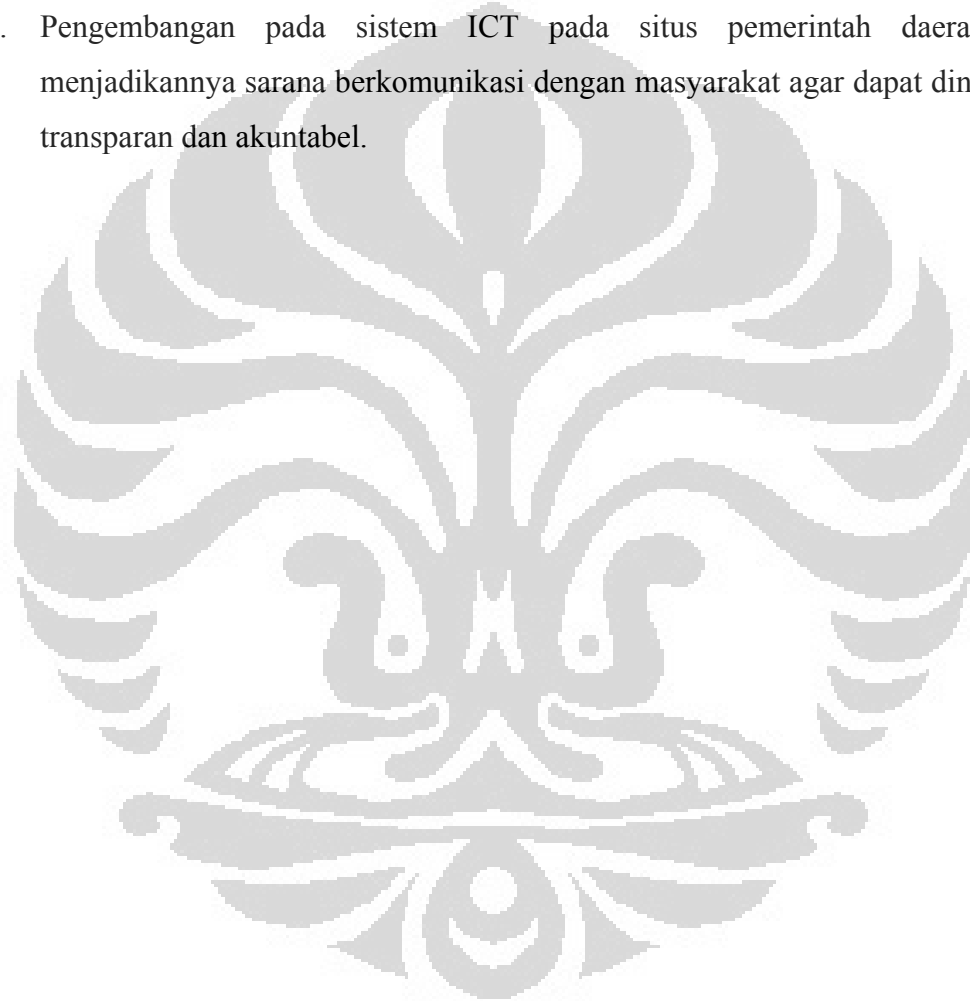 . Pengembangan pada sistem ICT pada situs pemerintah daera
menjadikannya sarana berkomunikasi dengan masyarakat agar dapat din
transparan dan akuntabel.